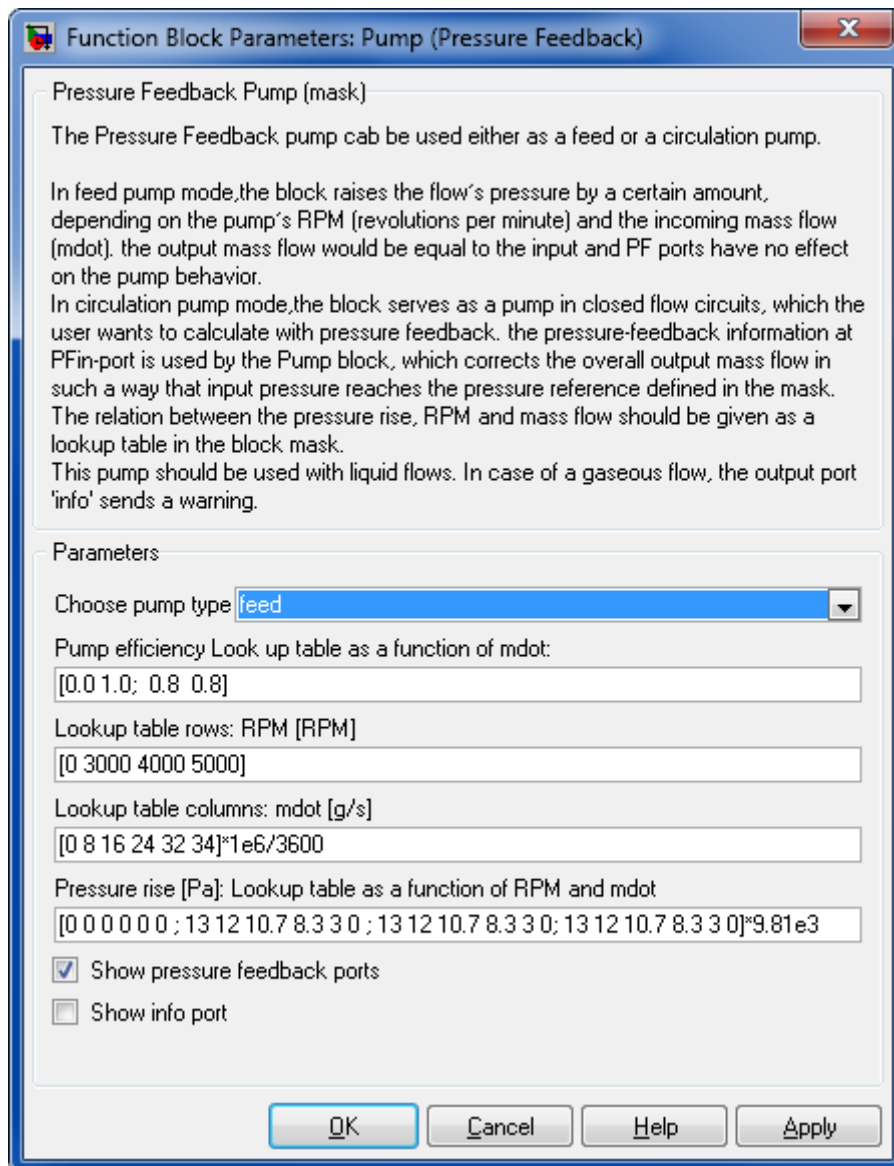 Function Block Parameters: Pump (Pressure Feedback)
Pressure Feedback Pump (mask)
The Pressure Feedback pump cab be used either as a feed or a circulation pump.
In feed pump mode,the block raises the flow´s pressure by a certain amount,
depending on the pump´s RPM (revolutions per minute) and the incoming mass flow
(mdot). the output mass flow would be equal to the input and PF ports have no effect
on the pump behavior.
In circulation pump mode,the block serves as a pump in closed flow circuits, which the
user wants to calculate with pressure feedback. the pressure-feedback information at
PFin-port is used by the Pump block, which corrects the overall output mass flow in
such a way that input pressure reaches the pressure reference defined in the mask.
The relation between the pressure rise, RPM and mass flow should be given as a
lookup table in the block mask.
This pump should be used with liquid flows. In case of a gaseous flow, the output port
'info' sends a warning.
Parameters
Choose pump type feed
Pump efficiency Look up table as a function of mdot:
[0.0 1.0;  0.8  0.8]
Lookup table rows: RPM [RPM]
[0 3000 4000 5000]
Lookup table columns: mdot [g/s]
[0 8 16 24 32 34]*1e6/3600
Pressure rise [Pa]: Lookup table as a function of RPM and mdot
[0 0 0 0 0 0 ; 13 12 10.7 8.3 3 0 ; 13 12 10.7 8.3 3 0; 13 12 10.7 8.3 3 0]*9.81e3
Show pressure feedback ports
Show info port
OK Cancel Help Apply